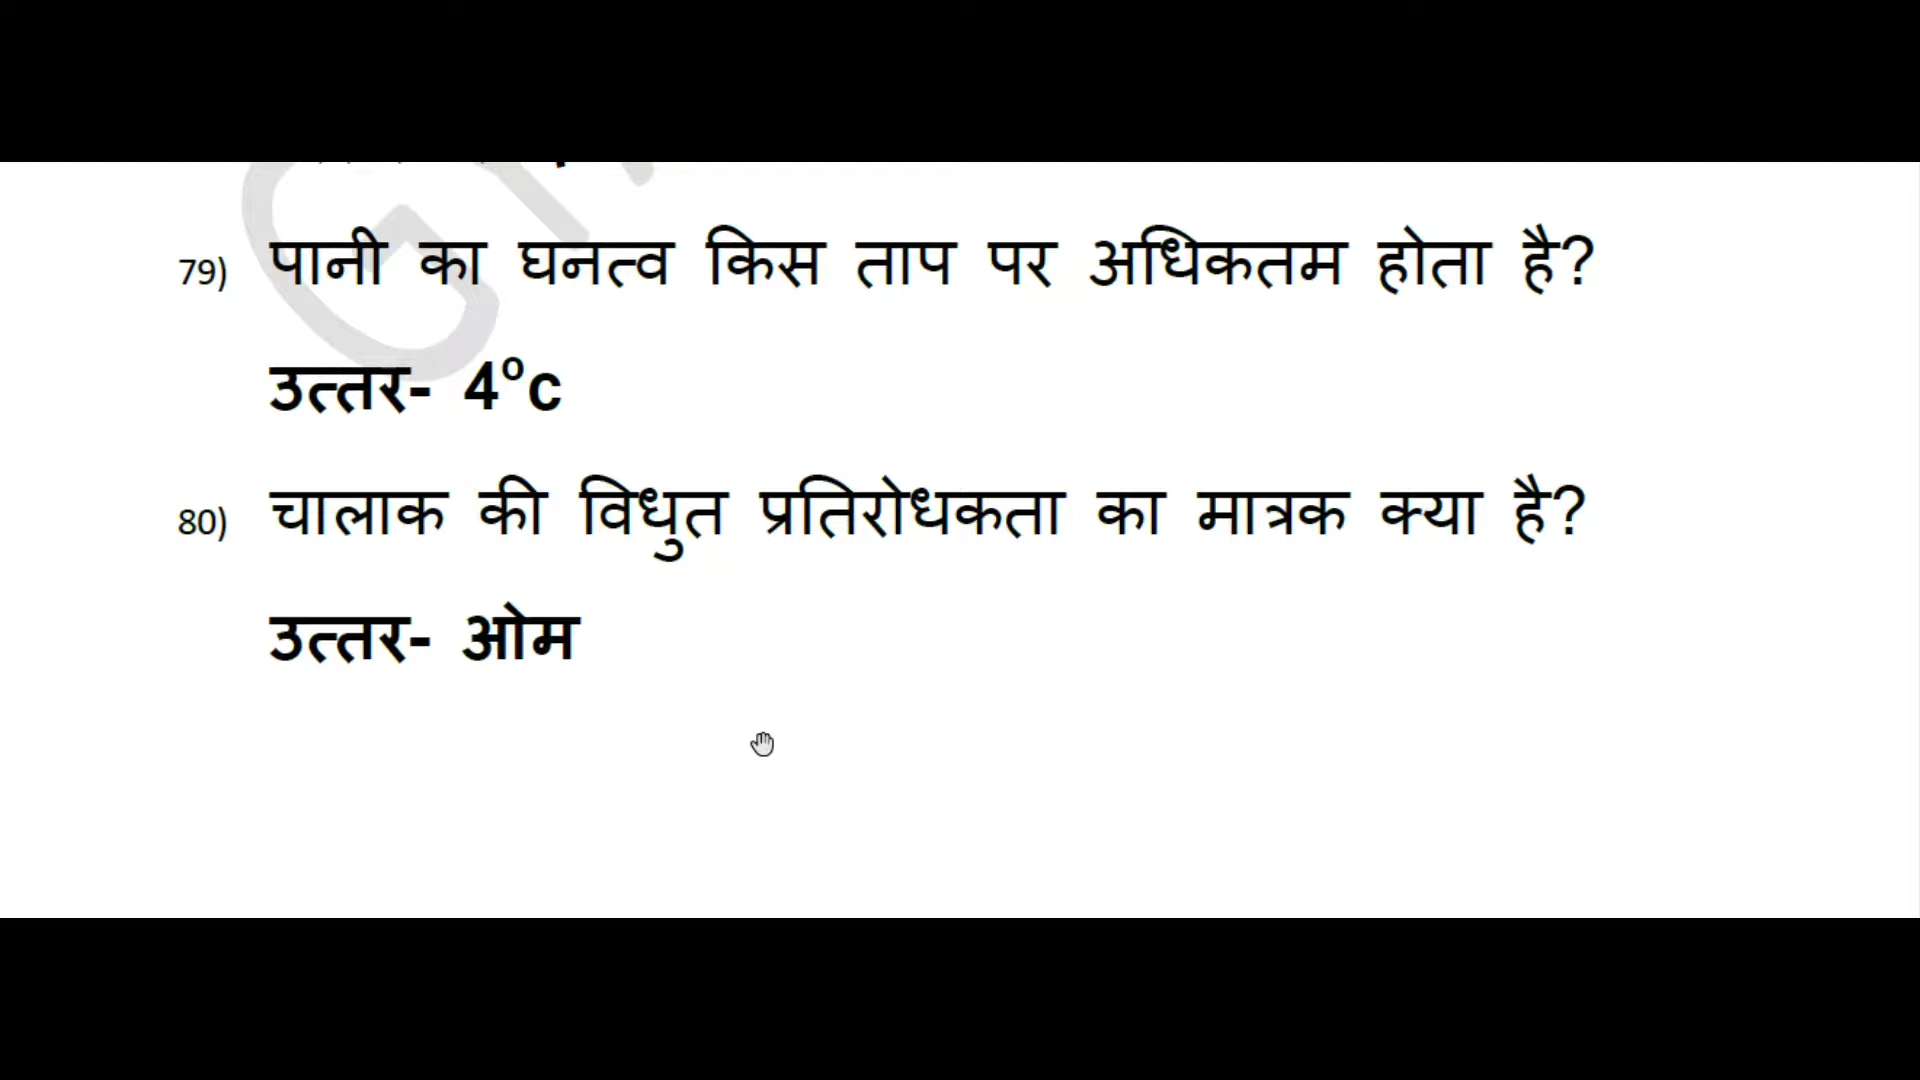 79) पानी का घनत्व किस ताप पर अधिकतम होता है?
उत्तर- 4°c
80) चालाक की विधुत प्रतिरोधकता का मात्रक क्या है?
उत्तर- ओम